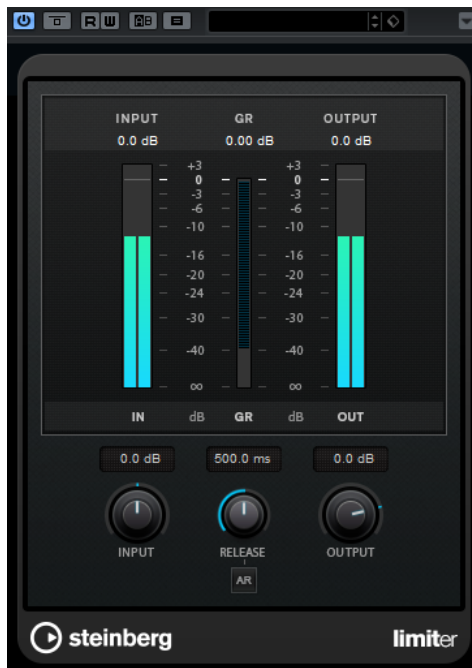 R W AB
INPUT GR OUTPUT
0.0 dB 0.00 dB 0.0 dB
+3 +3
0 0
-3 -3
-6 -6
-10 -10
-16 -16
-20 -20
-24 -24
-30 -30
-40 -40
∞ ∞
IN dB GR dB OUT
0.0 dB 500.0 ms 0.0 dB
INPUT RELEASE OUTPUT
AR
steinberg limiter